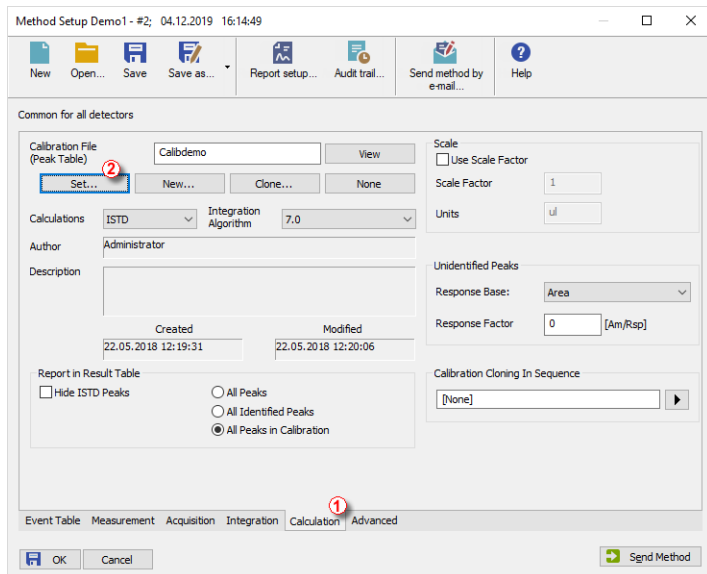 Method Setup Demo1 - #2; 04.12.2019 16:14:49
New Open... Save Save as... Report setup... Audit trail... Send method by e-mail... Help
Common for all detectors
Calibration File
(Peak Table)
Calibdemo
View
2
Set... New... Clone... None
Calculations ISTD Integration Algorithm 7.0
Author Administrator
Description
Created Modified
22.05.2018 12:19:31 22.05.2018 12:20:06
Report in Result Table
Hide ISTD Peaks
All Peaks
All Identified Peaks
All Peaks in Calibration
Scale
Use Scale Factor
Scale Factor 1
Units ul
Unidentified Peaks
Response Base: Area
Response Factor 0 [Am/Rsp]
Calibration Cloning In Sequence
[None]
1
Event Table Measurement Acquisition Integration Calculation Advanced
OK Cancel Send Method